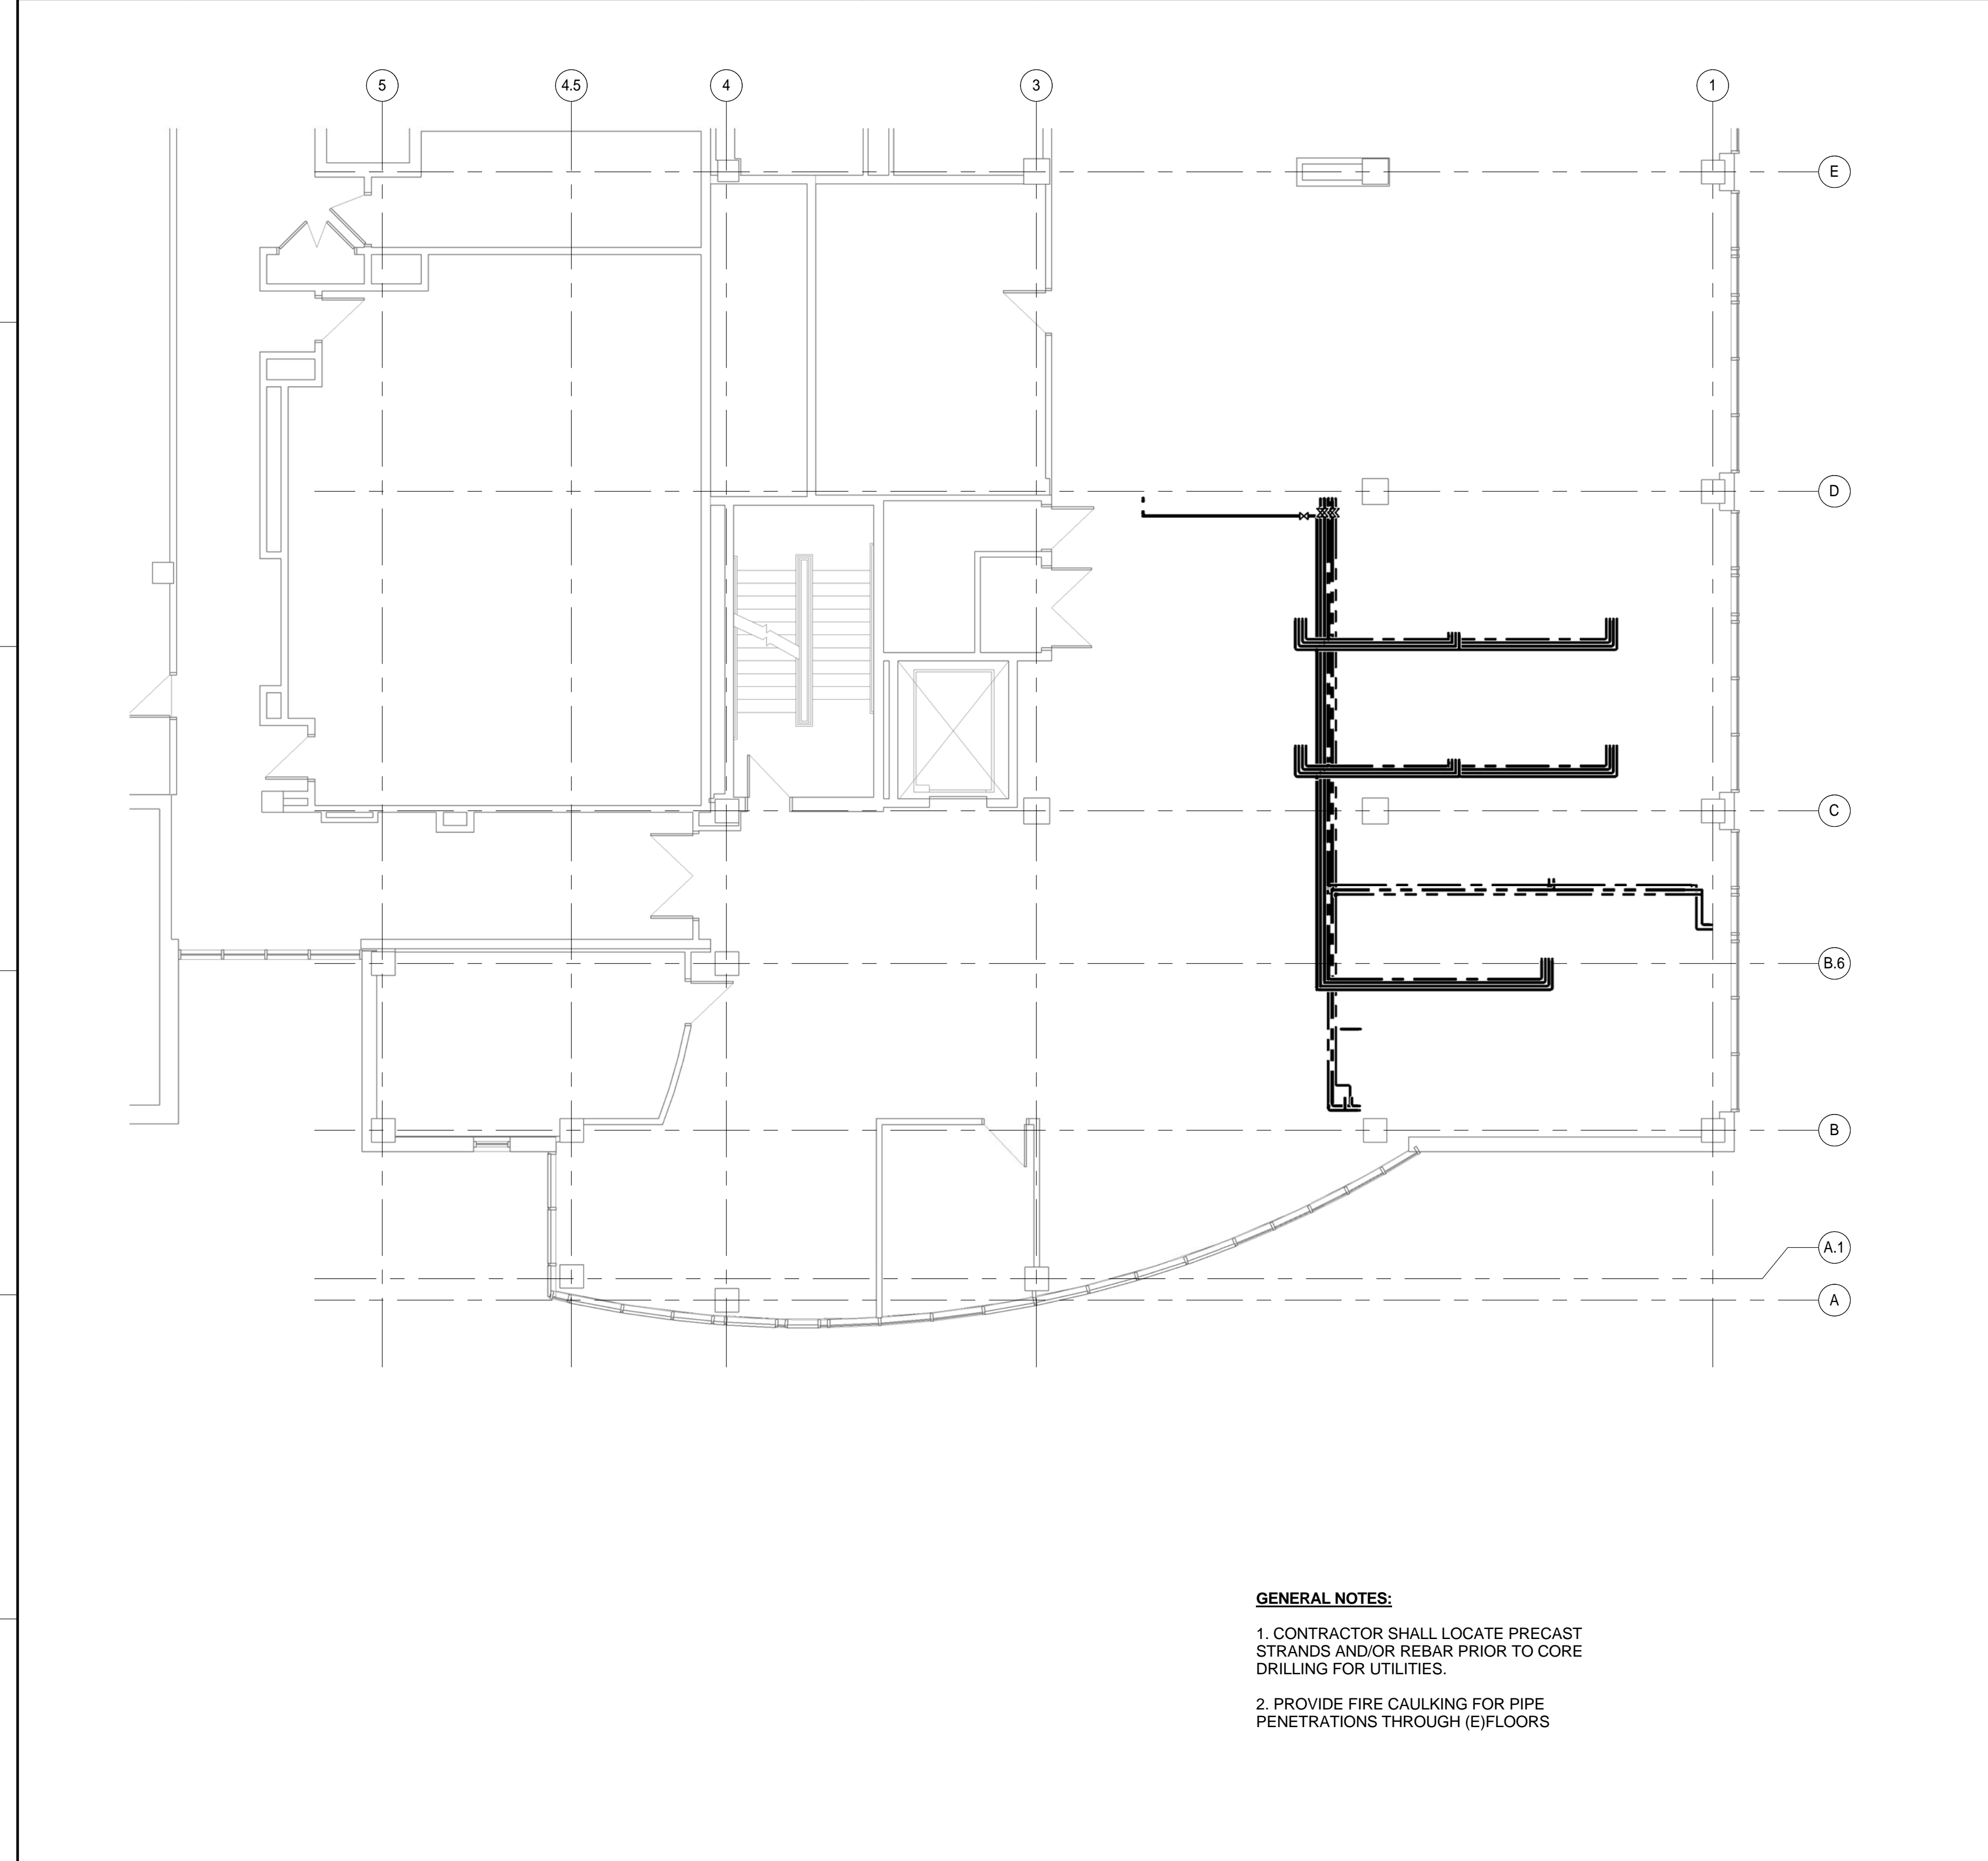 5 4.5 4 3 1
E
D
C
B.6
B
A.1
A
GENERAL NOTES:
1. CONTRACTOR SHALL LOCATE PRECAST
STRANDS AND/OR REBAR PRIOR TO CORE
DRILLING FOR UTILITIES.
2. PROVIDE FIRE CAULKING FOR PIPE
PENETRATIONS THROUGH (E)FLOORS